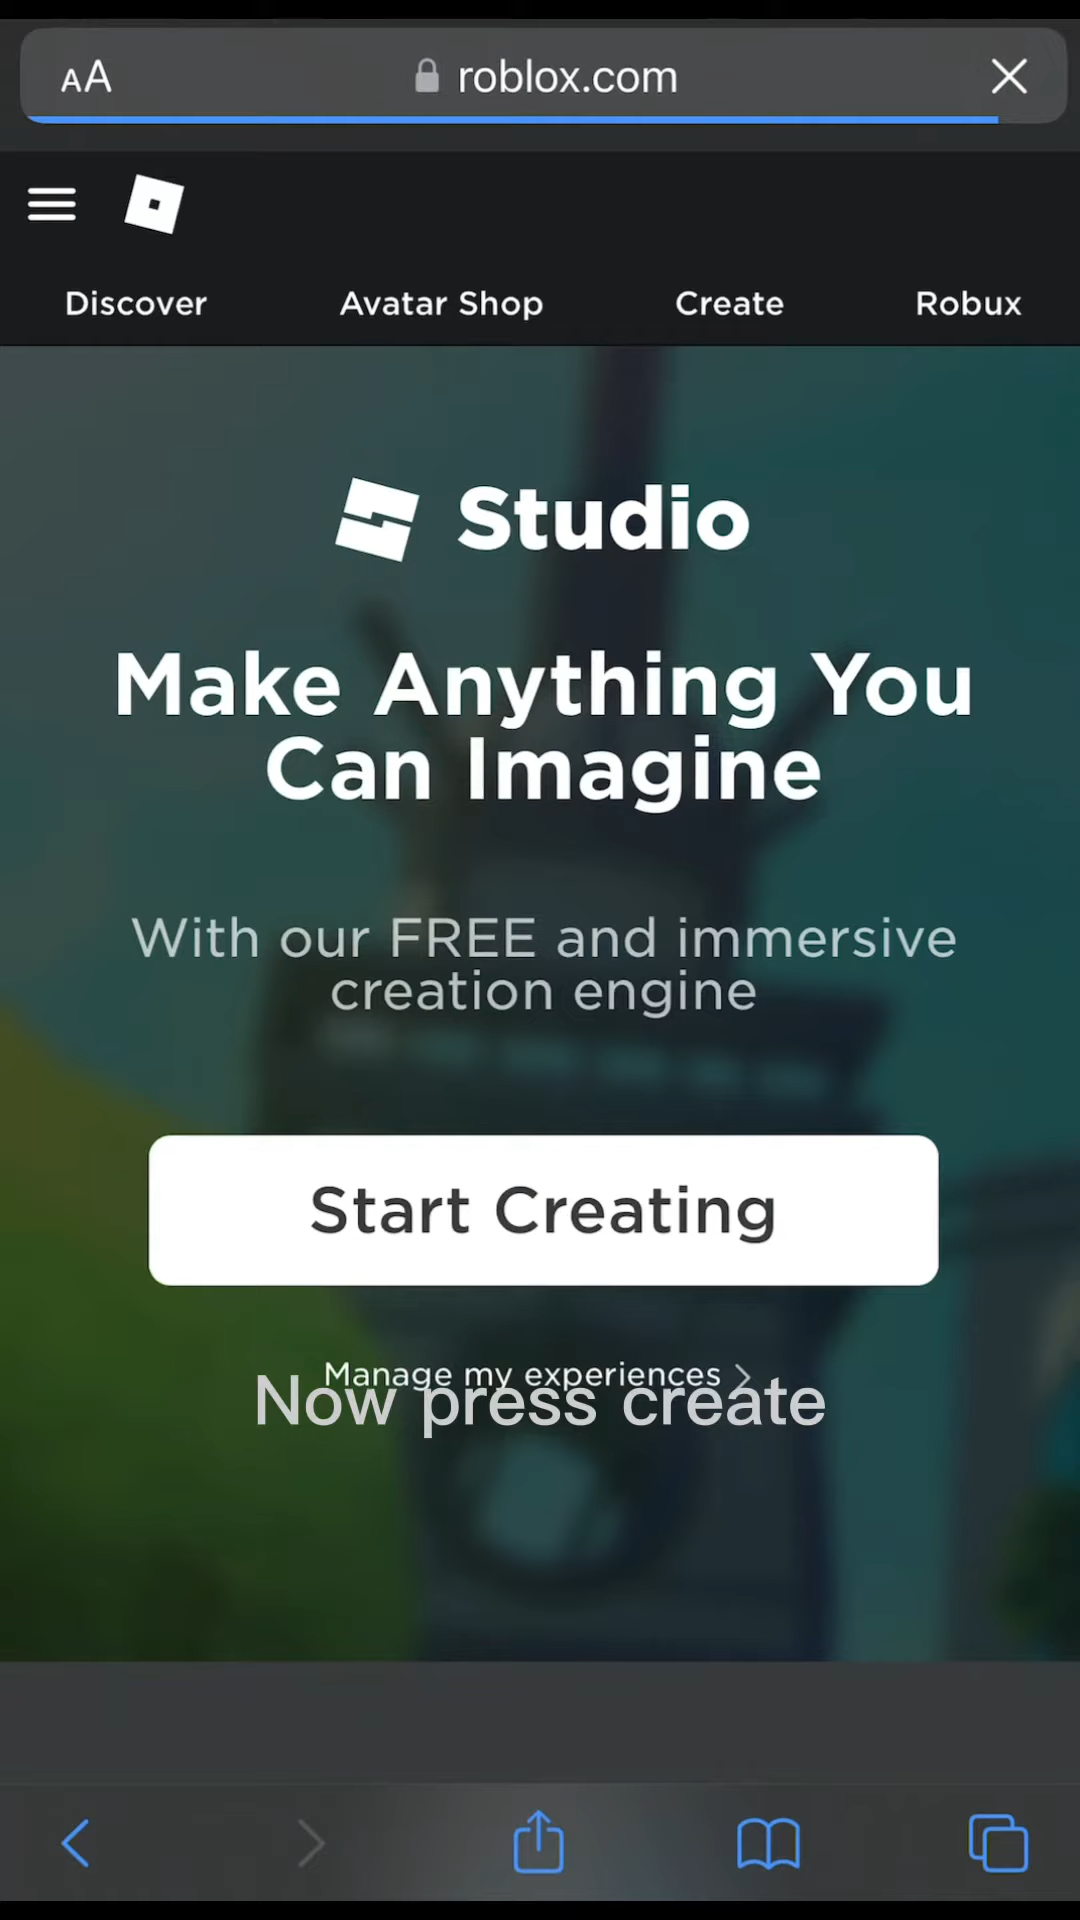 AA
roblox.com
Discover Avatar Shop Create Robux
Studio
Make Anything You
Can Imagine
With our FREE and immersive
creation engine
Start Creating
Manage my experiences >
Now press create